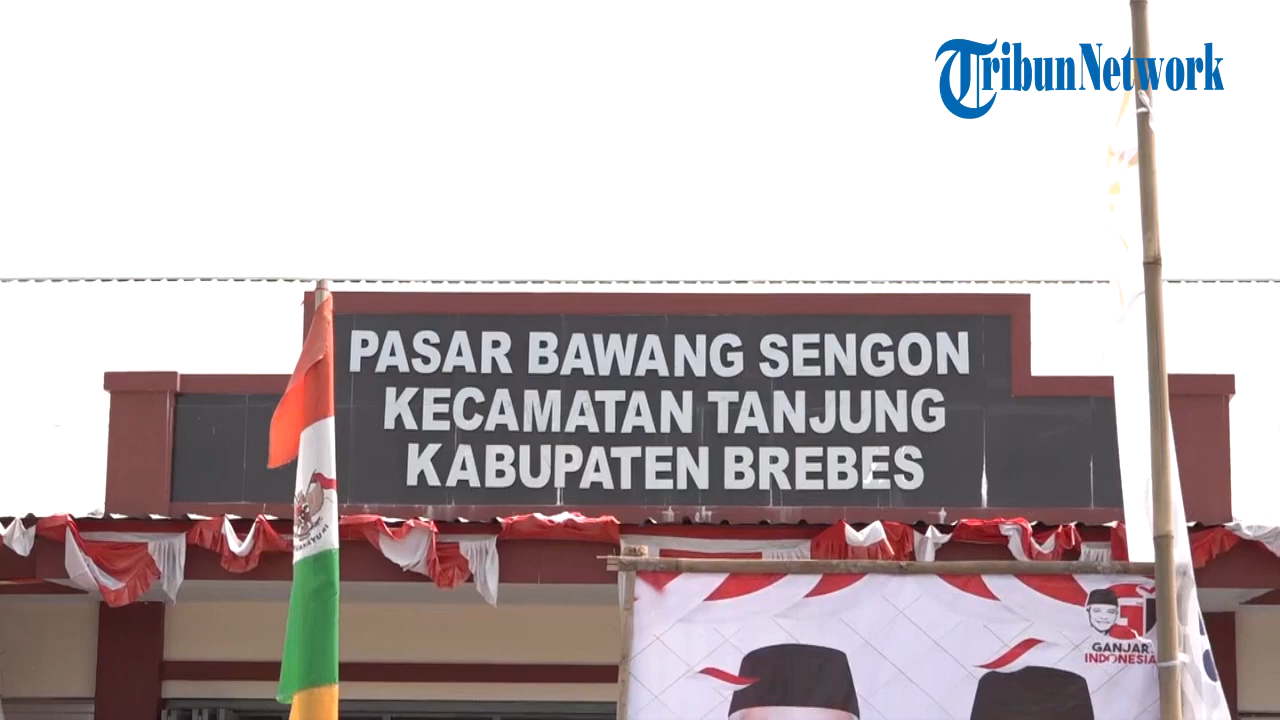 TribunNetwork
PASAR BAWANG SENGON
KECAMATAN TANJUNG
KABUPATEN BREBES
GANJAR
INDONESIA